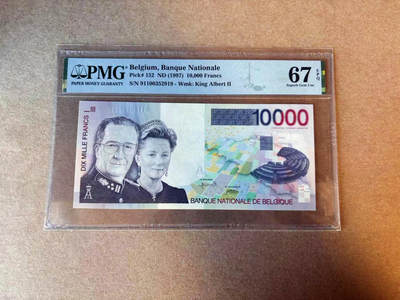 PMG
PAPER MONEY GUARANTY
Belgium, Banque Nationale
Pick# 152 ND (1997) 10,000 Francs
S/N 91100352919 - Wmk: King Albert II
67 EPQ
Superb Gem Unc
10000
DIX MILLE FRANCS
BANQUE NATIONALE DE BELGIQUE